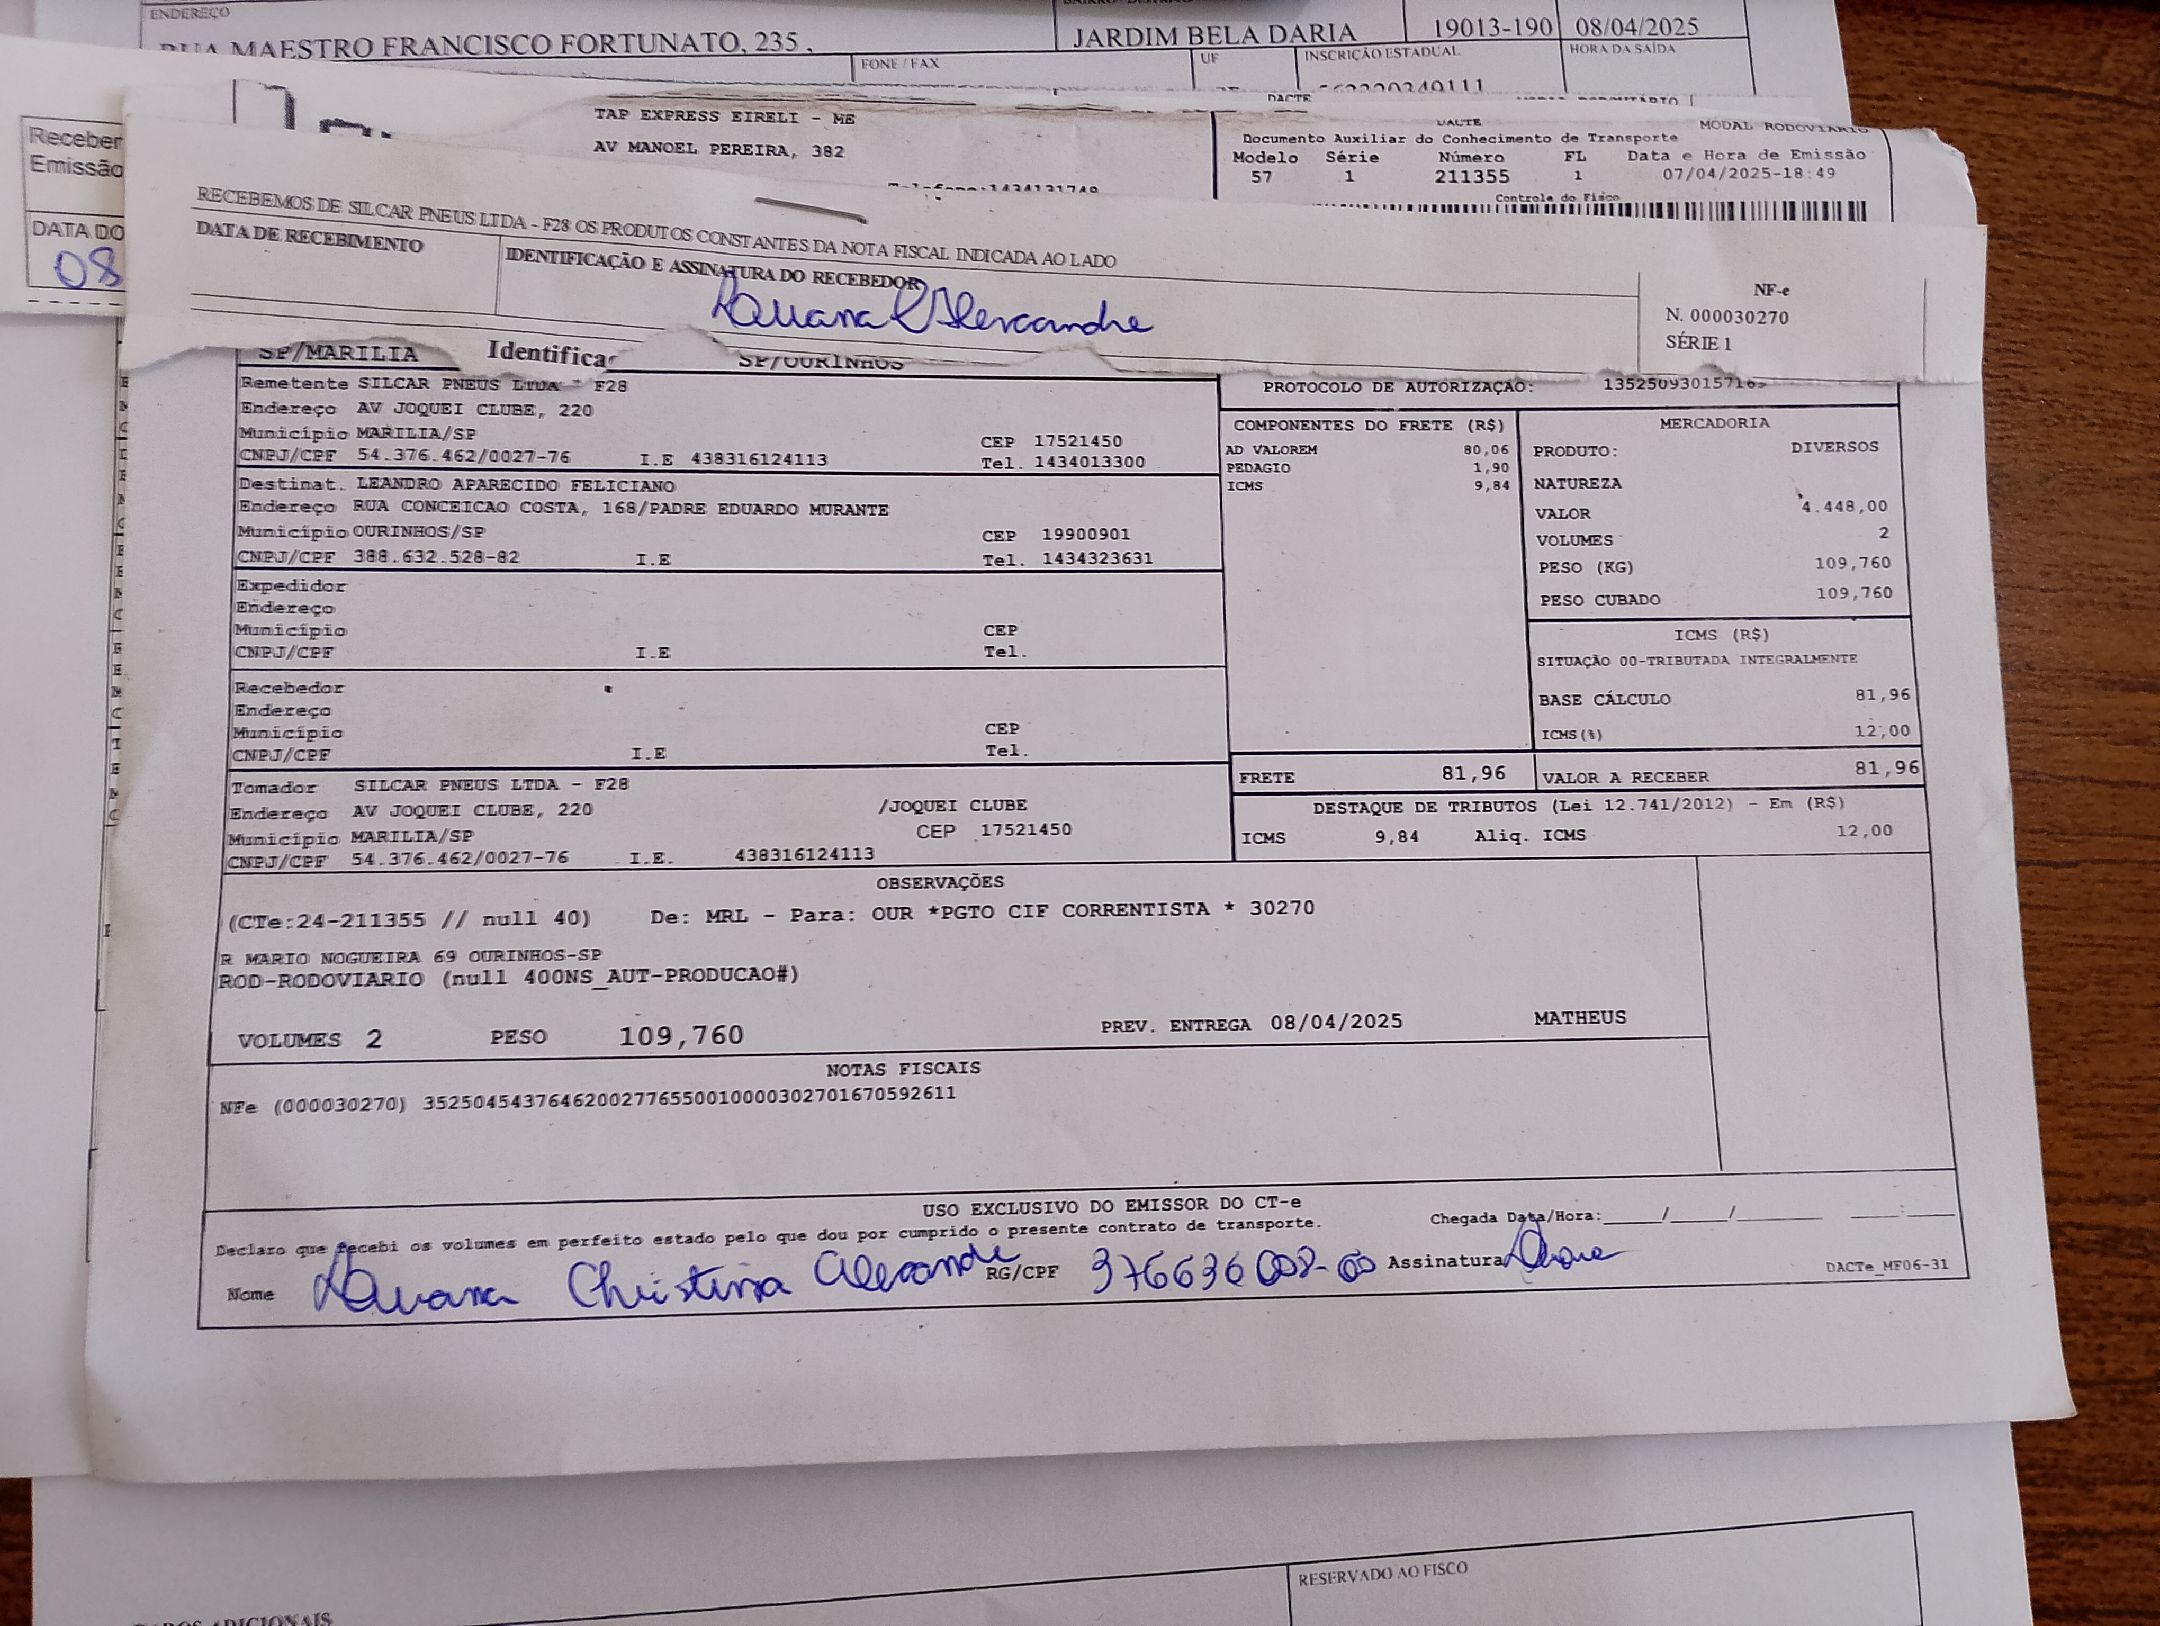 ENDEREÇO
RUA MAESTRO FRANCISCO FORTUNATO, 235 ,
JARDIM BELA DARIA
19013-190
08/04/2025
FONE / FAX
UF
INSCRIÇÃO ESTADUAL
HORA DA SAÍDA
Receber
Emissão
DATA DO
08
TAP EXPRESS EIRELI - ME
AV MANOEL PEREIRA, 382
DACTE
DACTE
MODAL RODOVIARIO
Documento Auxiliar do Conhecimento de Transporte
Modelo Série Número FL Data e Hora de Emissão
57 1 211355 1 07/04/2025-18:49
Controle do Fisco
RECEBEMOS DE SILCAR PNEUS LTDA - F28 OS PRODUTOS CONSTANTES DA NOTA FISCAL INDICADA AO LADO
DATA DE RECEBIMENTO
IDENTIFICAÇÃO E ASSINATURA DO RECEBEDOR
NF-e
N. 000030270
SÉRIE 1
SP/MARILIA
Identifica
SP/OURINHOS
Remetente SILCAR PNEUS LTDA - F28
Endereço AV JOQUEI CLUBE, 220
Município MARILIA/SP CEP 17521450
CNPJ/CPF 54.376.462/0027-76 I.E 438316124113 Tel. 1434013300
Destinat. LEANDRO APARECIDO FELICIANO
Endereço RUA CONCEICAO COSTA, 168/PADRE EDUARDO MURANTE
Município OURINHOS/SP CEP 19900901
CNPJ/CPF 388.632.528-82 I.E Tel. 1434323631
Expedidor
Endereço
Município CEP
CNPJ/CPF I.E Tel.
Recebedor
Endereço
Município CEP
CNPJ/CPF I.E Tel.
Tomador SILCAR PNEUS LTDA - F28
Endereço AV JOQUEI CLUBE, 220 /JOQUEI CLUBE
Município MARILIA/SP CEP 17521450
CNPJ/CPF 54.376.462/0027-76 I.E. 438316124113
PROTOCOLO DE AUTORIZAÇÃO:
COMPONENTES DO FRETE (R$)
AD VALOREM 80,06
PEDAGIO 1,90
ICMS 9,84
MERCADORIA
PRODUTO: DIVERSOS
NATUREZA
VALOR 4.448,00
VOLUMES 2
PESO (KG) 109,760
PESO CUBADO 109,760
ICMS (R$)
SITUAÇÃO 00-TRIBUTADA INTEGRALMENTE
BASE CÁLCULO 81,96
ICMS(%) 12,00
FRETE 81,96
VALOR A RECEBER 81,96
DESTAQUE DE TRIBUTOS (Lei 12.741/2012) - Em (R$)
ICMS 9,84 Aliq. ICMS 12,00
OBSERVAÇÕES
(CTe:24-211355 // null 40) De: MRL - Para: OUR *PGTO CIF CORRENTISTA * 30270
R MARIO NOGUEIRA 69 OURINHOS-SP
ROD-RODOVIARIO (null 400NS_AUT-PRODUCAO#)
VOLUMES 2 PESO 109,760 PREV. ENTREGA 08/04/2025 MATHEUS
NOTAS FISCAIS
NFe (000030270) 35250454376462002776550010000302701670592611
USO EXCLUSIVO DO EMISSOR DO CT-e
Declaro que recebi os volumes em perfeito estado pelo que dou por cumprido o presente contrato de transporte.
Chegada Data/Hora:_____/_____/_______ ____:____
Nome Luana Christina Alexandre RG/CPF Assinatura
DACTe_MF06-31
RESERVADO AO FISCO
DADOS ADICIONAIS